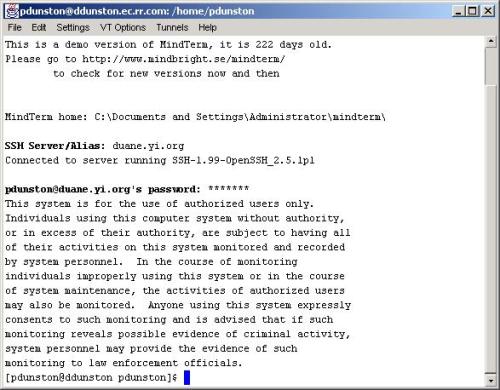 pdunston@ddunston.ec.rr.com: /home/pdunston
File Edit Settings VT Options Tunnels Help
This is a demo version of MindTerm, it is 222 days old.
Please go to http://www.mindbright.se/mindterm/
to check for new versions now and then
MindTerm home: C:\Documents and Settings\Administrator\mindterm\
SSH Server/Alias: duane.yi.org
Connected to server running SSH-1.99-OpenSSH_2.5.1p1
pdunston@duane.yi.org's password: *******
This system is for the use of authorized users only.
Individuals using this computer system without authority,
or in excess of their authority, are subject to having all
of their activities on this system monitored and recorded
by system personnel.  In the course of monitoring
individuals improperly using this system or in the course
of system maintenance, the activities of authorized users
may also be monitored.  Anyone using this system expressly
consents to such monitoring and is advised that if such
monitoring reveals possible evidence of criminal activity,
system personnel may provide the evidence of such
monitoring to law enforcement officials.
[pdunston@ddunston pdunston]$